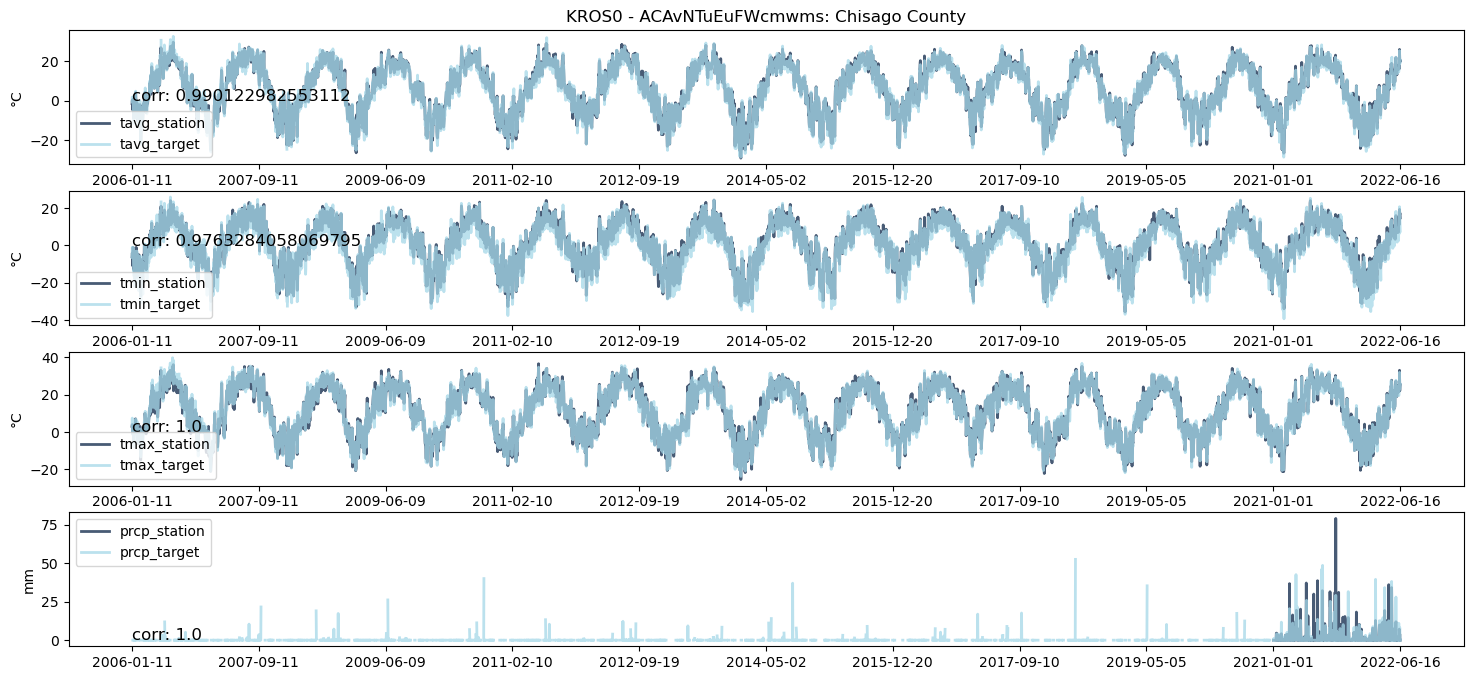 KROS0 - ACAvNTuEuFWcmwms: Chisago County
20
0
−20
°C
corr: 0.990122982553112
tavg_station
tavg_target
2006-01-11 2007-09-11 2009-06-09 2011-02-10 2012-09-19 2014-05-02 2015-12-20 2017-09-10 2019-05-05 2021-01-01 2022-06-16
20
0
−20
−40
°C
corr: 0.9763284058069795
tmin_station
tmin_target
2006-01-11 2007-09-11 2009-06-09 2011-02-10 2012-09-19 2014-05-02 2015-12-20 2017-09-10 2019-05-05 2021-01-01 2022-06-16
40
20
0
−20
°C
corr: 1.0
tmax_station
tmax_target
2006-01-11 2007-09-11 2009-06-09 2011-02-10 2012-09-19 2014-05-02 2015-12-20 2017-09-10 2019-05-05 2021-01-01 2022-06-16
75
50
25
0
mm
prcp_station
prcp_target
corr: 1.0
2006-01-11 2007-09-11 2009-06-09 2011-02-10 2012-09-19 2014-05-02 2015-12-20 2017-09-10 2019-05-05 2021-01-01 2022-06-16